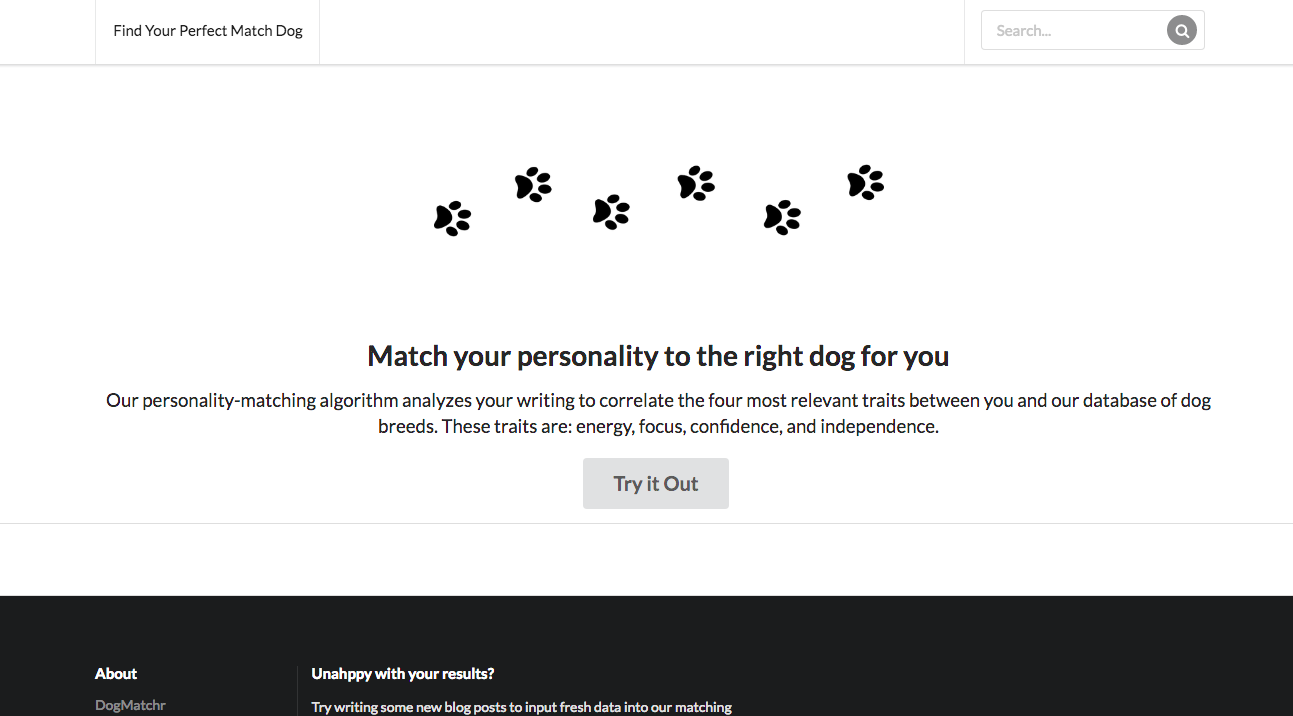 Find Your Perfect Match Dog
Search...
Match your personality to the right dog for you
Our personality-matching algorithm analyzes your writing to correlate the four most relevant traits between you and our database of dog
breeds. These traits are: energy, focus, confidence, and independence.
Try it Out
About
Unahppy with your results?
DogMatchr
Try writing some new blog posts to input fresh data into our matching